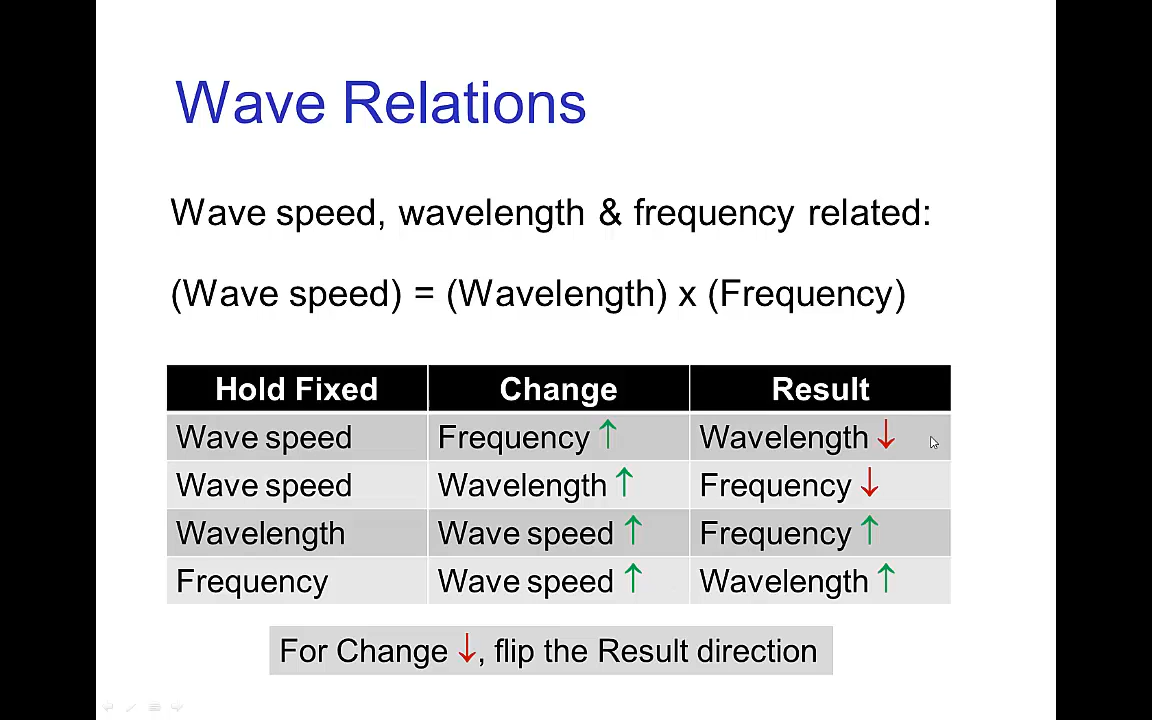 Wave Relations
Wave speed, wavelength & frequency related:
(Wave speed) = (Wavelength) x (Frequency)
Hold Fixed Change Result
Wave speed Frequency ↑ Wavelength ↓
Wave speed Wavelength ↑ Frequency ↓
Wavelength Wave speed ↑ Frequency ↑
Frequency Wave speed ↑ Wavelength ↑
For Change ↓, flip the Result direction